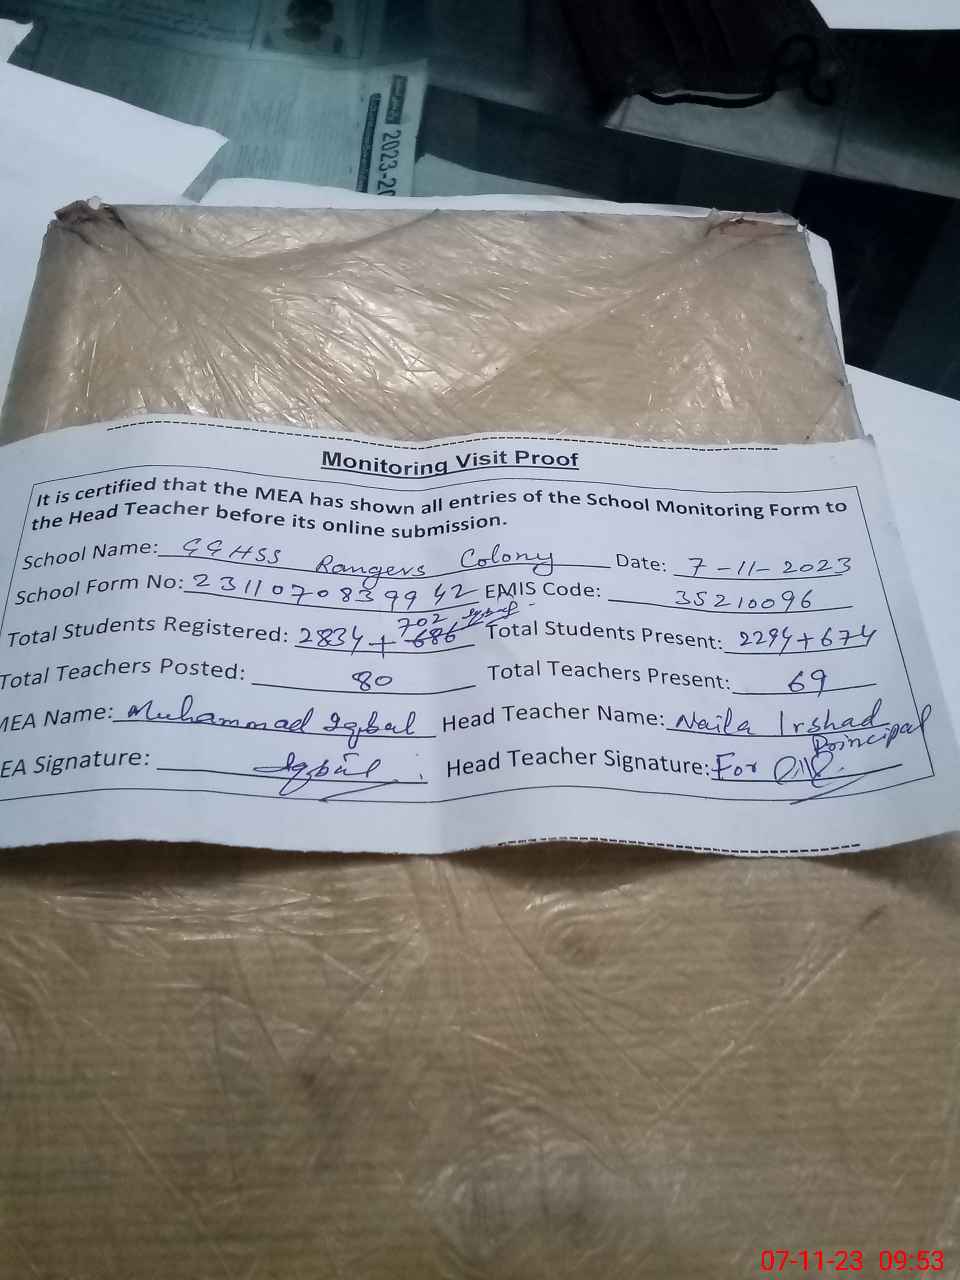 2023-2
Monitoring Visit Proof
It is certified that the MEA has shown all entries of the School Monitoring Form to
the Head Teacher before its online submission.
School Name: GGHSS Rangers Colony Date: 7-11-2023
School Form No: 2311070839942 EMIS Code: 35210096
702 Iqbal
Total Students Registered: 2834+686 Total Students Present: 2294+674
Total Teachers Posted: 80 Total Teachers Present: 69
MEA Name: Muhammad Iqbal Head Teacher Name: Naila Irshad
Principal
EA Signature: Iqbal Head Teacher Signature: For
07-11-23 09:53